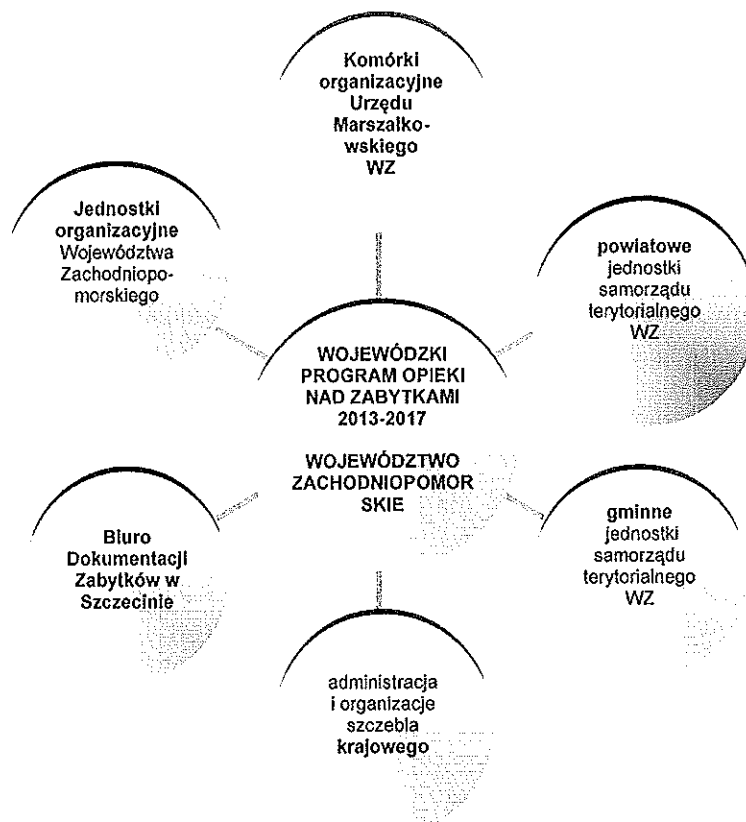 Komórki
organizacyjne
Urzędu
Marszałko-
wskiego
WZ
Jednostki
organizacyjne
Województwa
Zachodniopo-
morskiego
powiatowe
jednostki
samorządu
terytorialnego
WZ
WOJEWÓDZKI
PROGRAM OPIEKI
NAD ZABYTKAMI
2013-2017
WOJEWÓDZTWO
ZACHODNIOPOMOR
SKIE
Biuro
Dokumentacji
Zabytków w
Szczecinie
gminne
jednostki
samorządu
terytorialnego
WZ
administracja
i organizacje
szczebla
krajowego